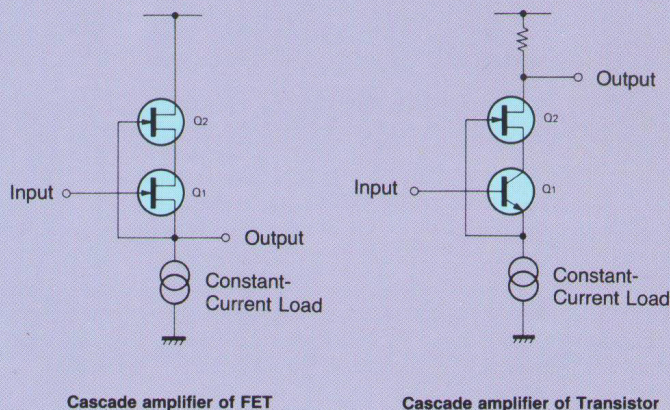 Q2
Input
Q1
Output
Constant-
Current Load
Cascade amplifier of FET
Output
Q2
Input
Q1
Constant-
Current Load
Cascade amplifier of Transistor